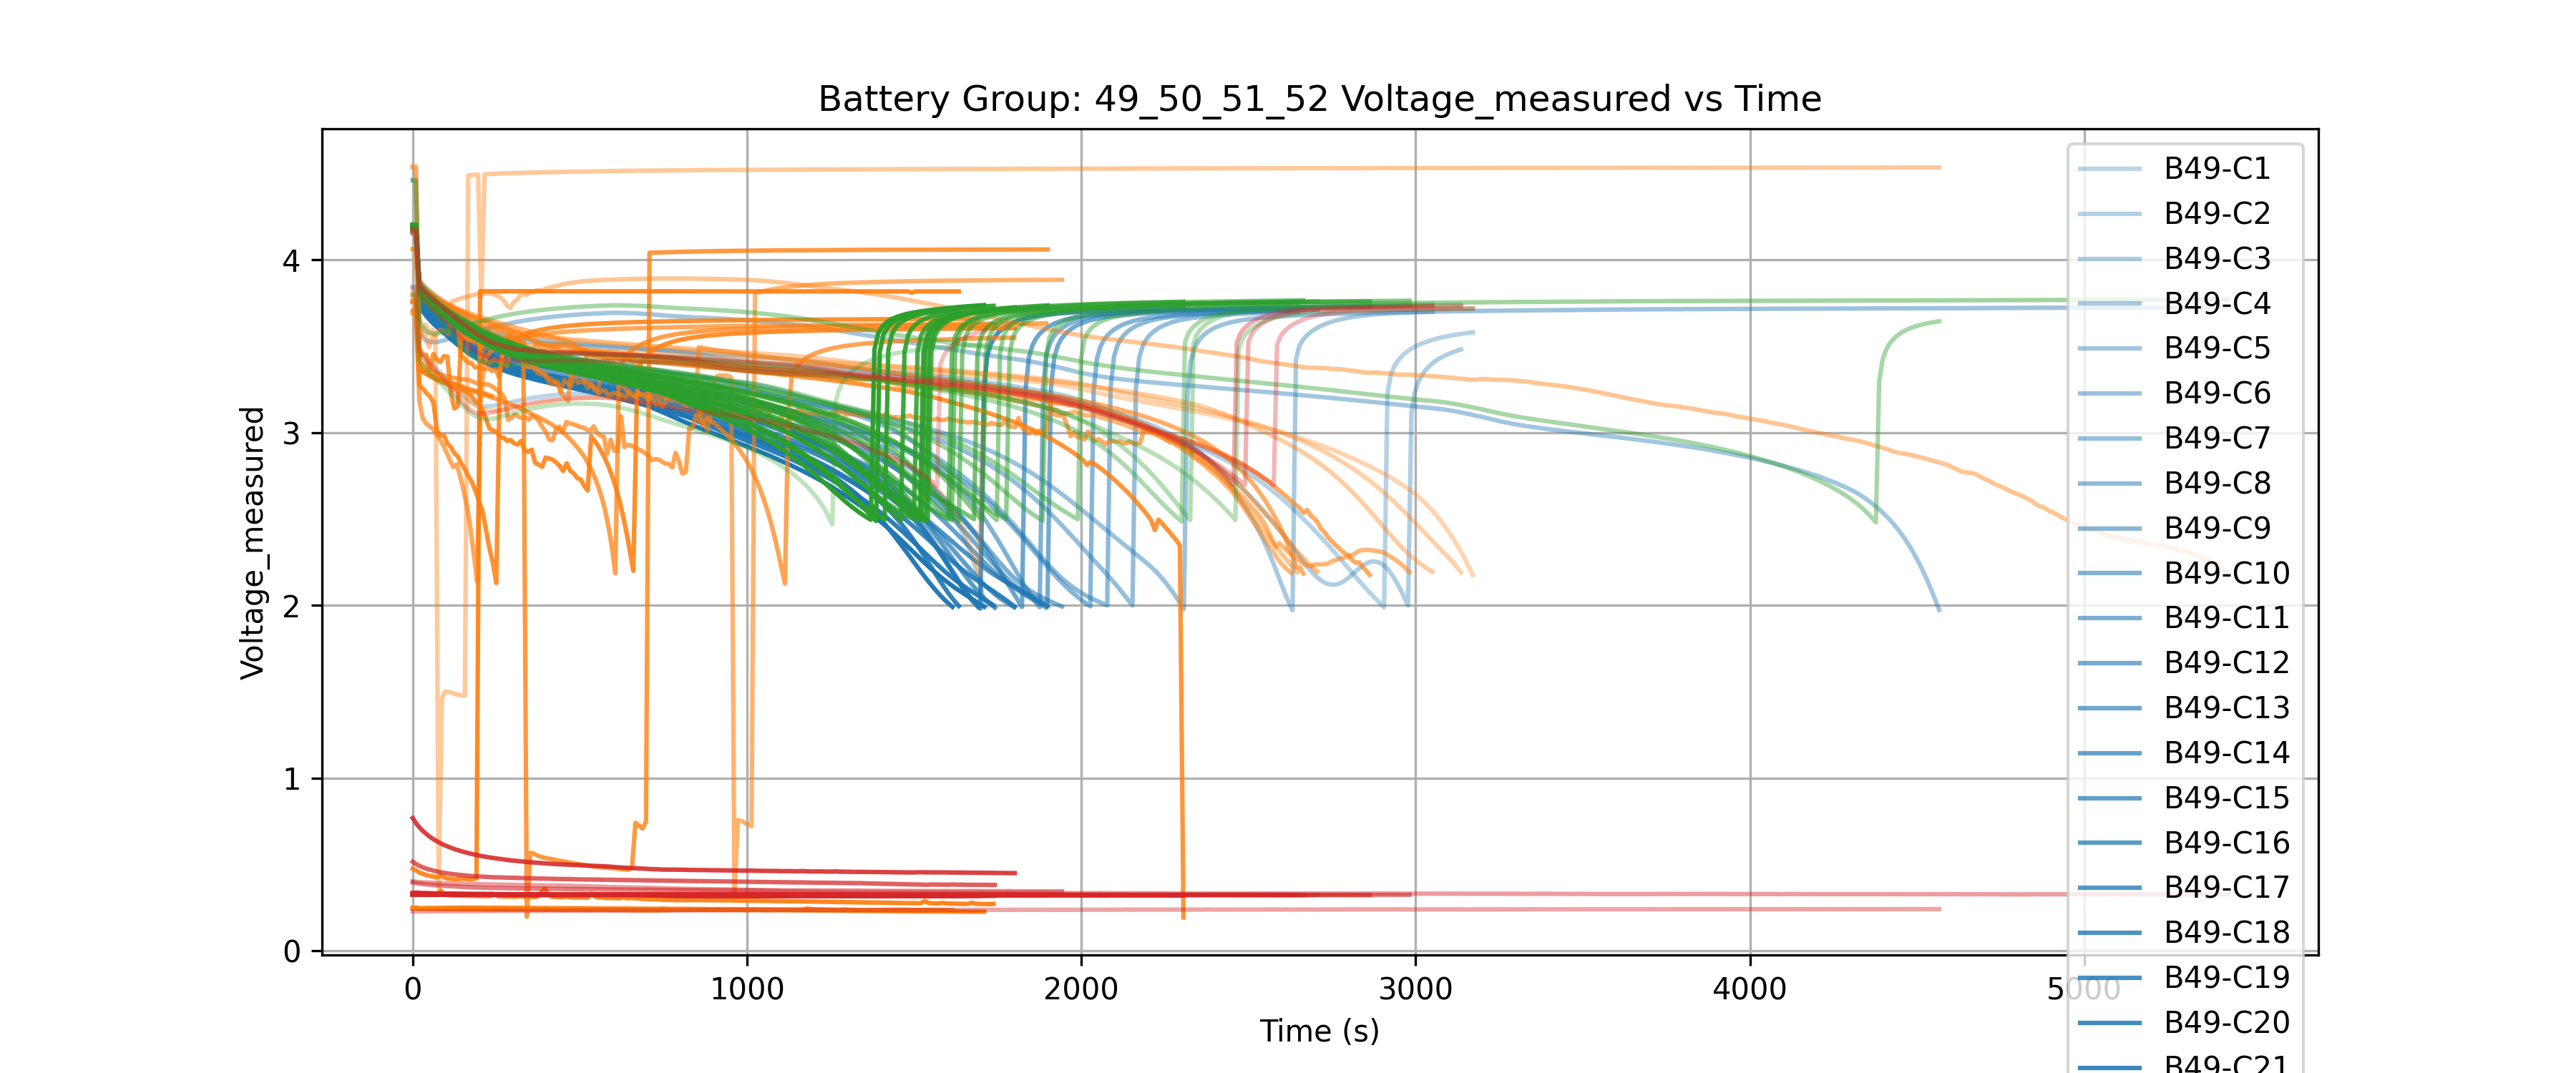 Battery Group: 49_50_51_52 Voltage_measured vs Time
Voltage_measured
4
3
2
1
0
0 1000 2000 3000 4000 5000
Time (s)
B49-C1
B49-C2
B49-C3
B49-C4
B49-C5
B49-C6
B49-C7
B49-C8
B49-C9
B49-C10
B49-C11
B49-C12
B49-C13
B49-C14
B49-C15
B49-C16
B49-C17
B49-C18
B49-C19
B49-C20
B49-C21